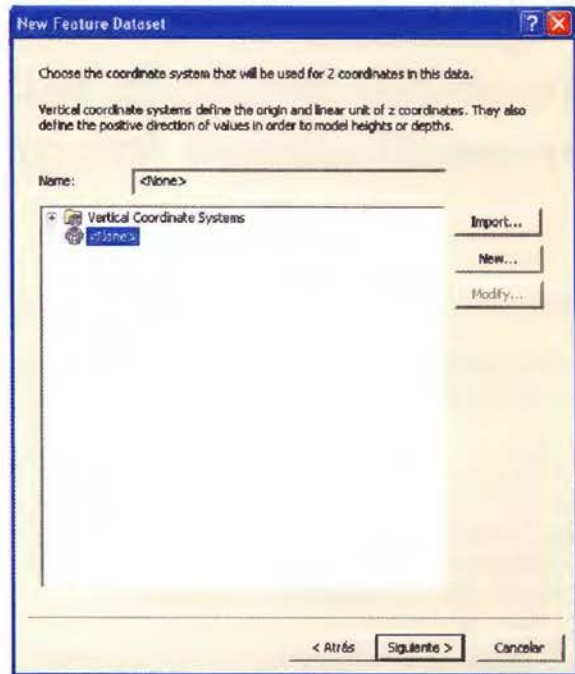 New Feature Dataset
Choose the coordinate system that will be used for Z coordinates in this data.
Vertical coordinate systems define the origin and linear unit of z coordinates. They also
define the positive direction of values in order to model heights or depths.
Name:
<None>
Vertical Coordinate Systems
<None>
Import...
New...
Modify...
< Atrás
Siguiente >
Cancelar